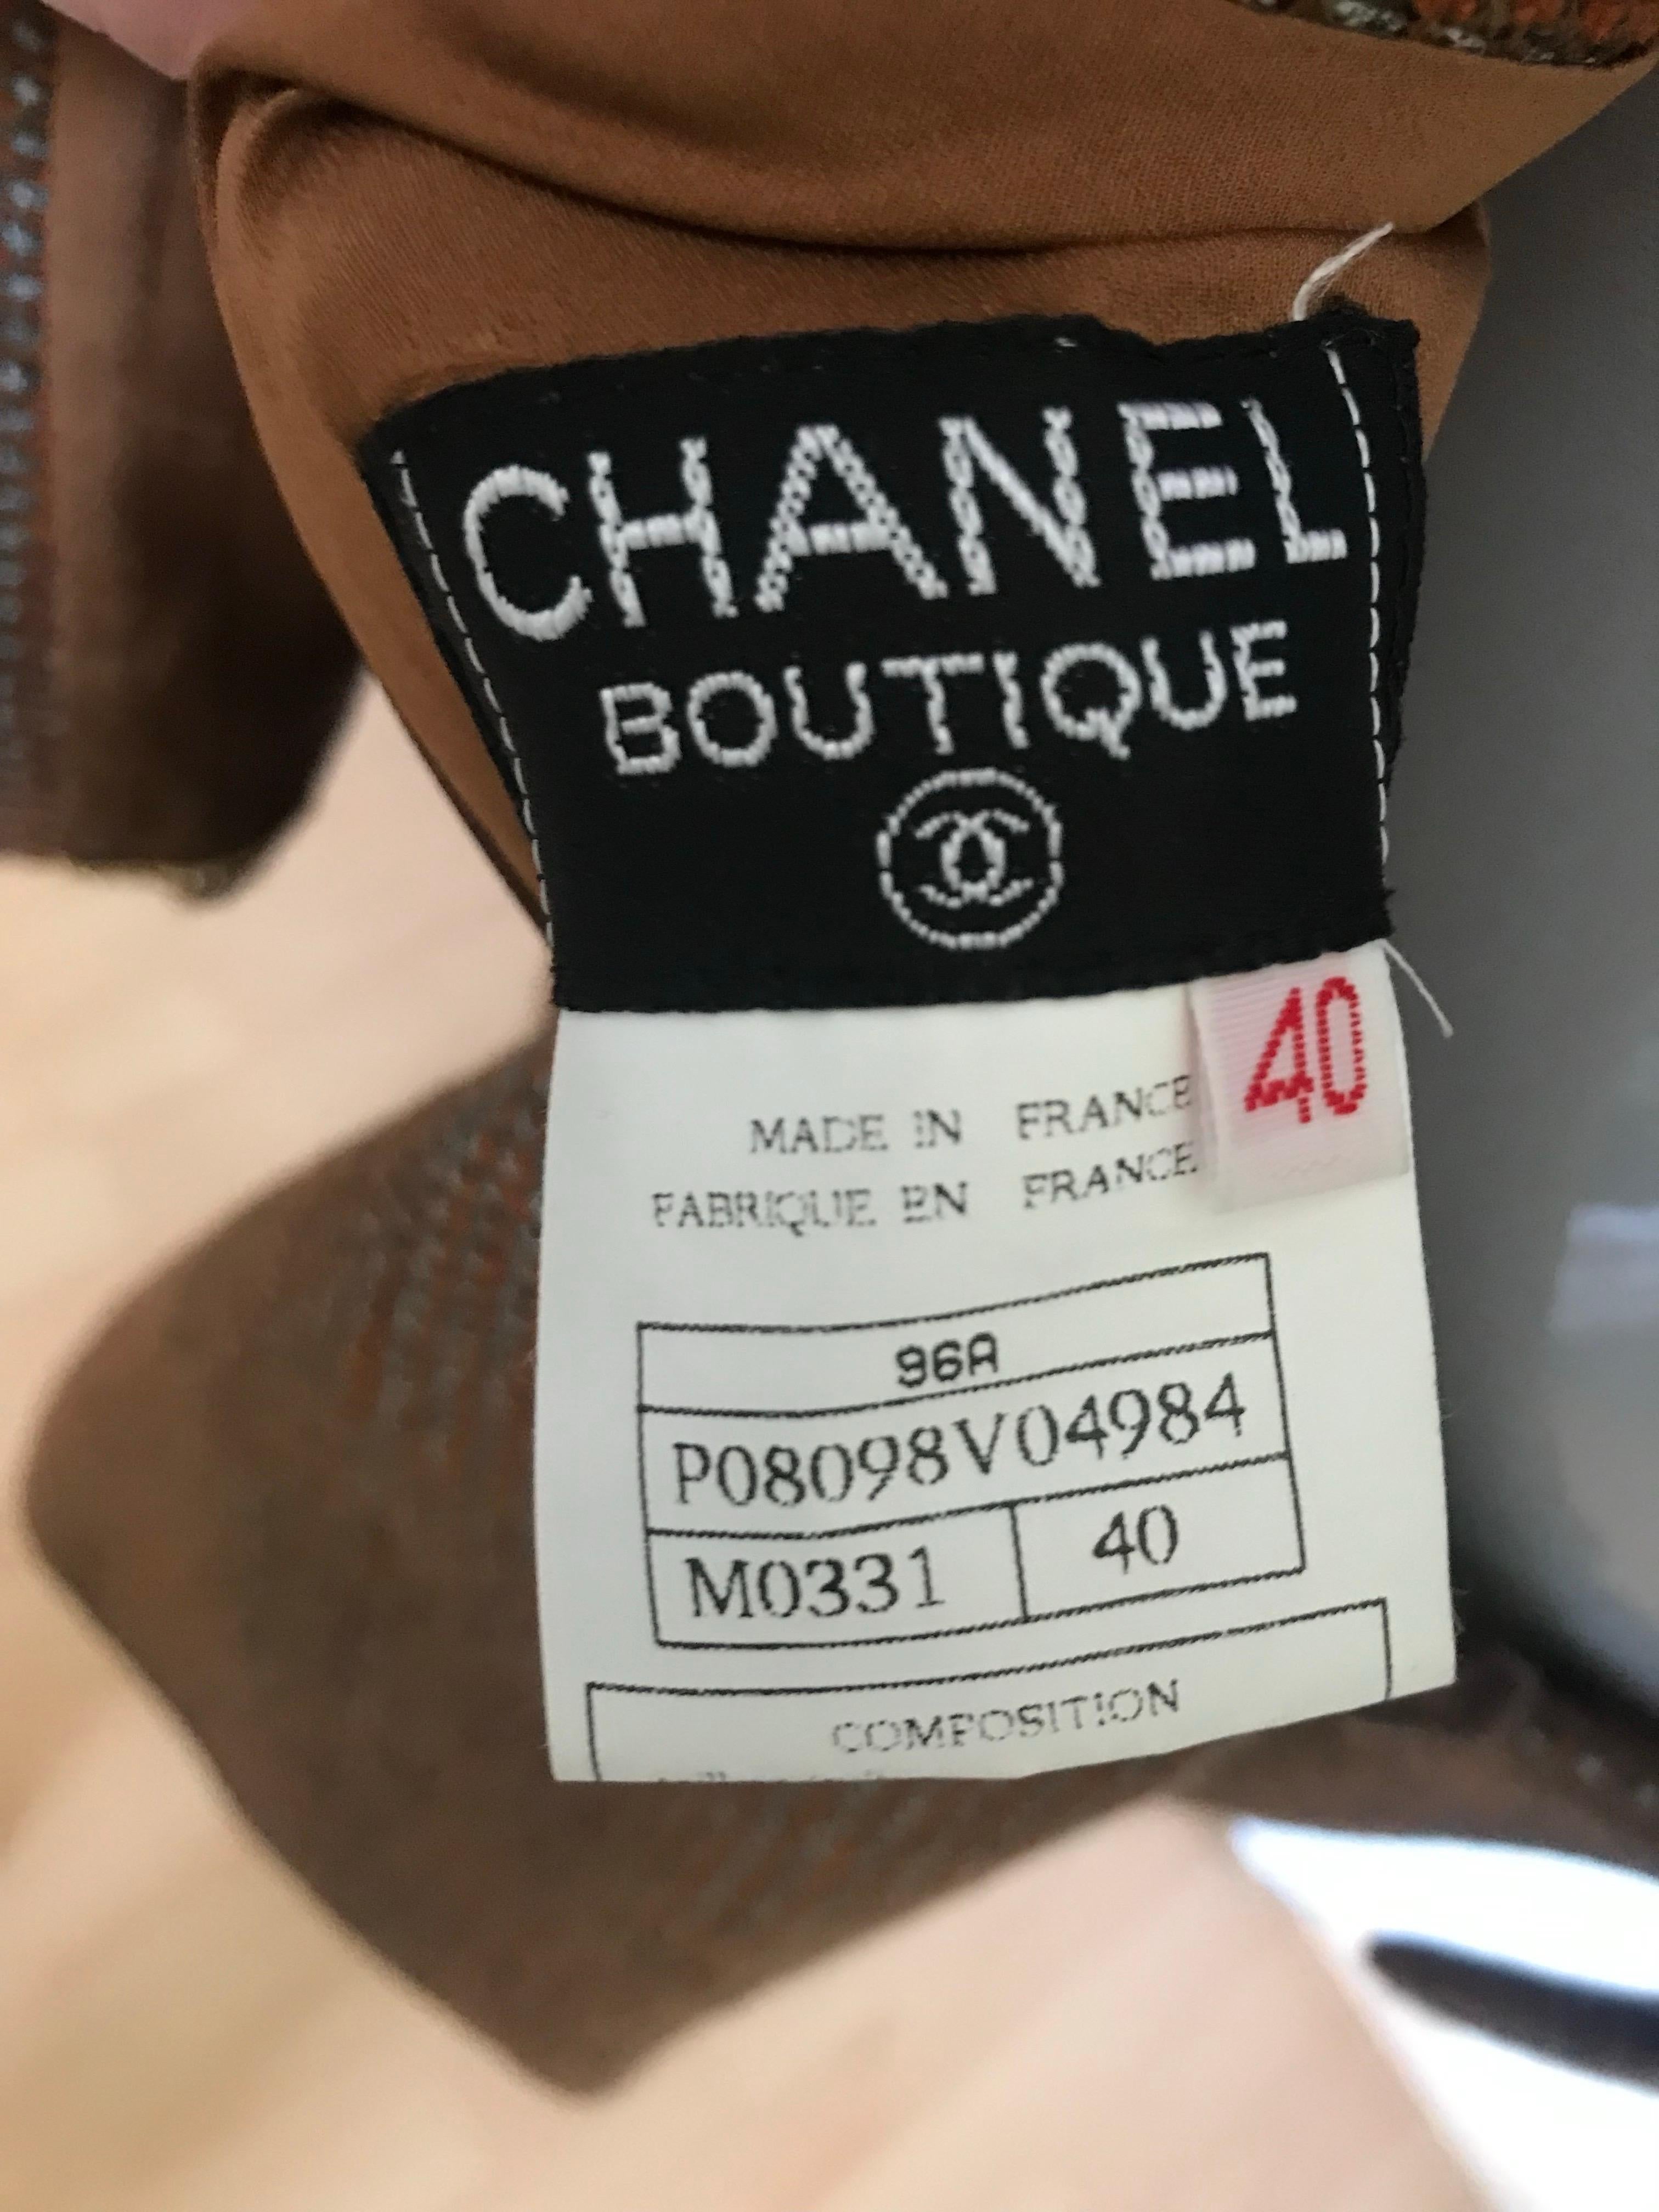 CHANEL
BOUTIQUE
40
MADE IN FRANCE
FABRIQUE EN FRANCE
96A
P08098V04984
M0331 40
COMPOSITION